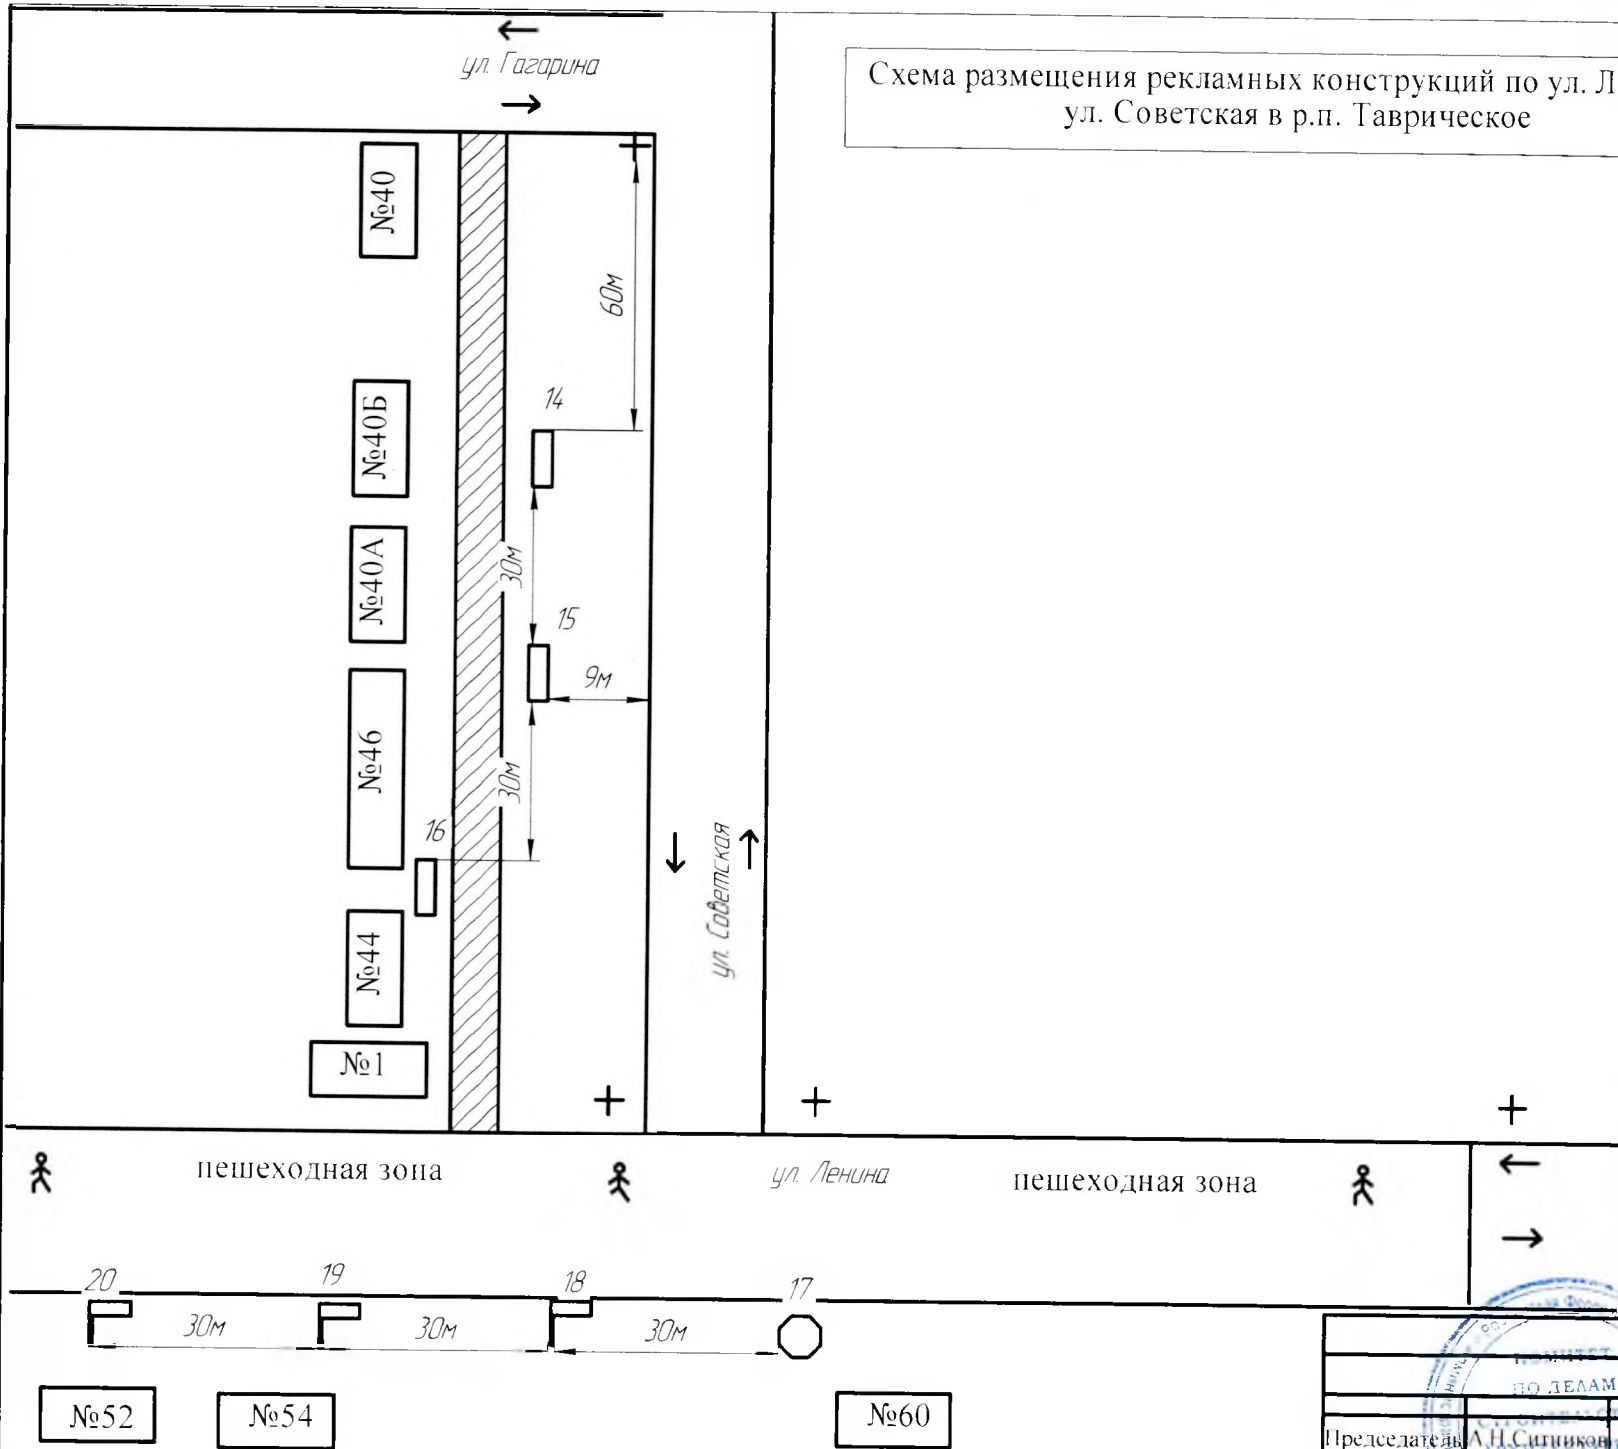 ул. Гагарина
Схема размещения рекламных конструкций по ул. Л
ул. Советская в р.п. Таврическое
№40
60м
14
№40Б
30м
№40А
15
9м
№46
30м
16
ул. Советская
№44
№1
пешеходная зона
ул. Ленина
пешеходная зона
20
19
18
17
30м
30м
30м
№52
№54
№60
КОМИТЕТ
ПО ДЕЛАМ
Председатель А.Н.Ситников